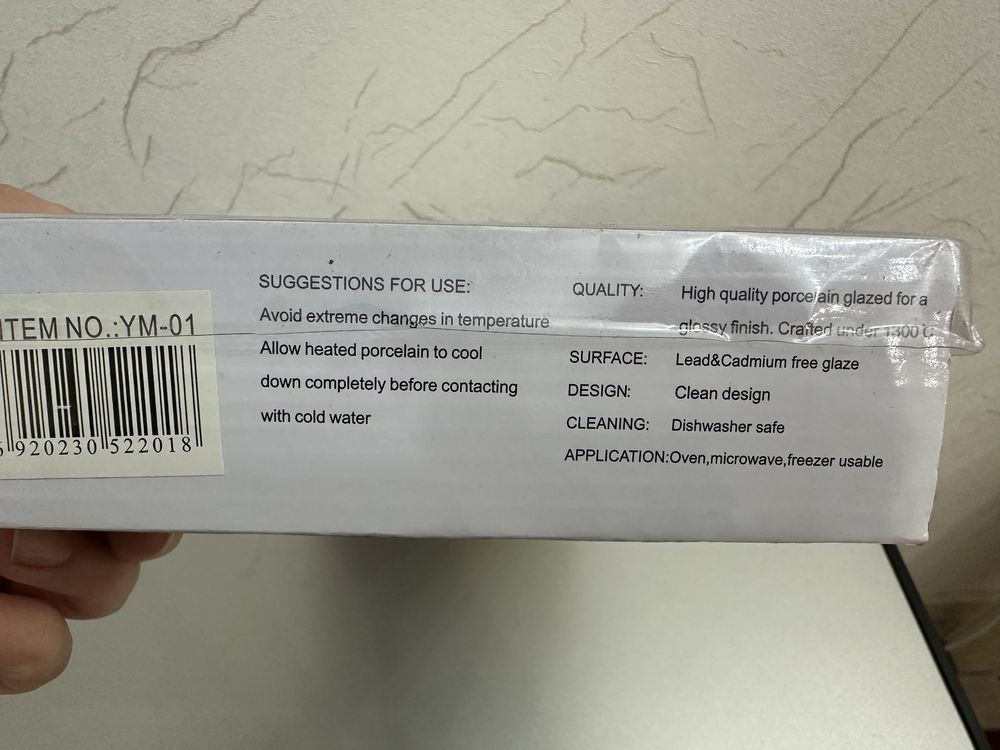 ITEM NO.:YM-01
6 920230 522018
SUGGESTIONS FOR USE:
Avoid extreme changes in temperature
Allow heated porcelain to cool
down completely before contacting
with cold water
QUALITY: High quality porcelain glazed for a
glossy finish. Crafted under 1300°C
SURFACE: Lead&Cadmium free glaze
DESIGN: Clean design
CLEANING: Dishwasher safe
APPLICATION:Oven,microwave,freezer usable